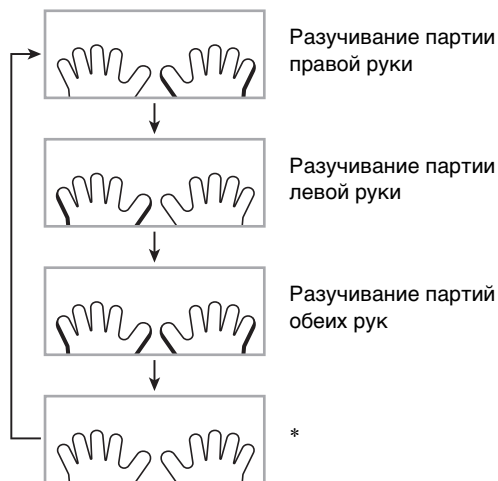 Разучивание партии
правой руки
Разучивание партии
левой руки
Разучивание партий
обеих рук
*